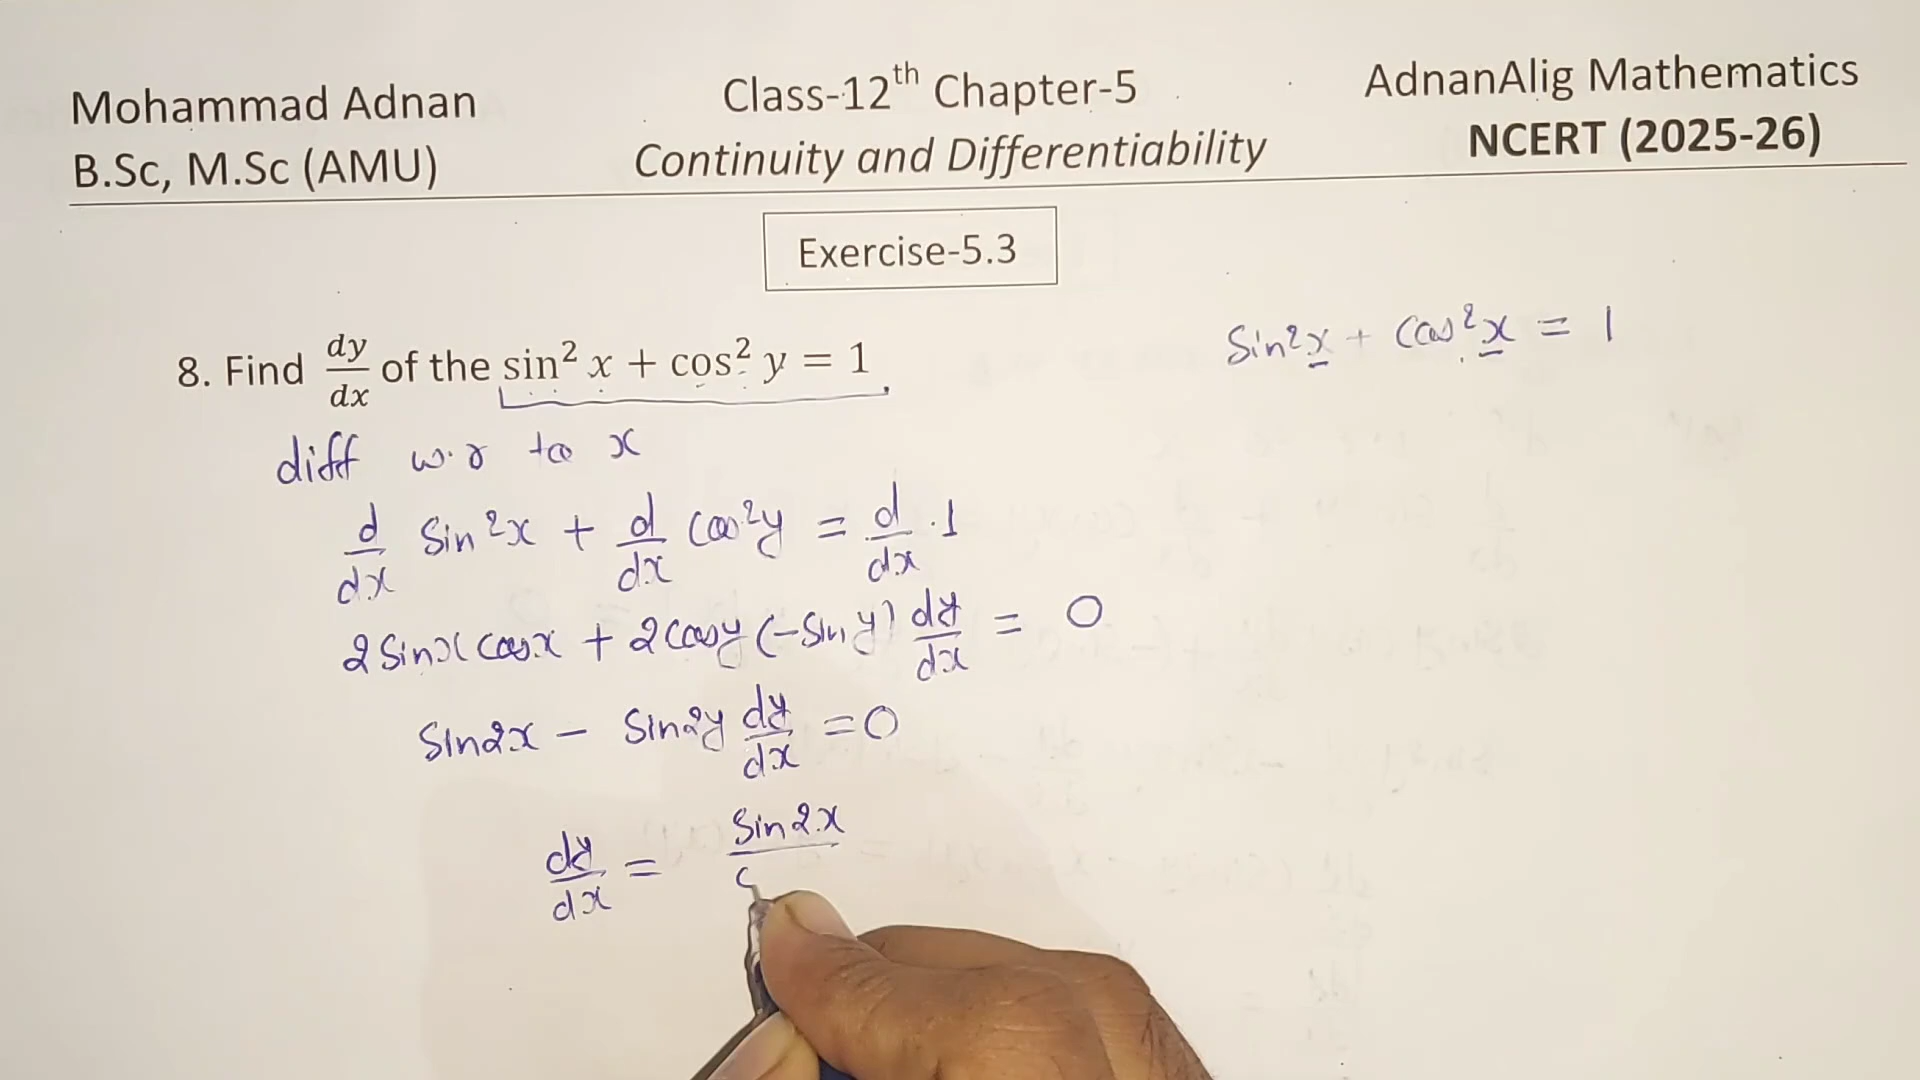 Mohammad Adnan
B.Sc, M.Sc (AMU)
Class-12th Chapter-5
Continuity and Differentiability
AdnanAlig Mathematics
NCERT (2025-26)
Exercise-5.3
8. Find dy/dx of the sin² x + cos² y = 1
Sin²x + Cos²x = 1
diff w.r to x
d/dx Sin²x + d/dx Cos²y = d/dx .1
2 Sinx Cosx + 2 Cosy (-Siny) dy/dx = 0
Sin2x - Sin2y dy/dx = 0
dy/dx = Sin2x/